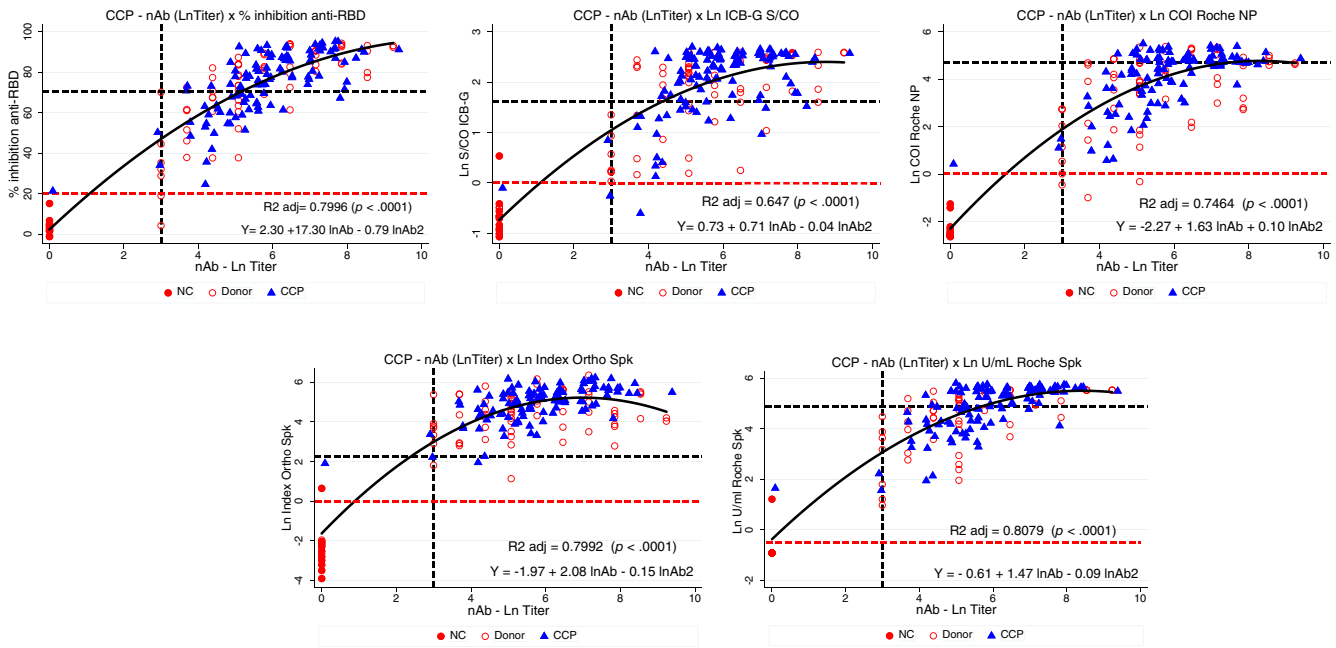 CCP - nAb (LnTiter) x % inhibition anti-RBD
% inhibition anti-RBD
100
80
60
40
20
0
R2 adj= 0.7996 (p < .0001)
Y= 2.30 +17.30 lnAb - 0.79 lnAb2
0 2 4 6 8 10
nAb - Ln Titer
NC Donor CCP
CCP - nAb (LnTiter) x Ln ICB-G S/CO
Ln S/CO ICB-G
3
2
1
0
-1
R2 adj = 0.647 (p < .0001)
Y= 0.73 + 0.71 lnAb - 0.04 lnAb2
0 2 4 6 8 10
nAb - Ln Titer
NC Donor CCP
CCP - nAb (LnTiter) x Ln COI Roche NP
Ln COI Roche NP
6
4
2
0
-2
R2 adj = 0.7464 (p < .0001)
Y = -2.27 + 1.63 lnAb + 0.10 lnAb2
0 2 4 6 8 10
nAb - Ln Titer
NC Donor CCP
CCP - nAb (LnTiter) x Ln Index Ortho Spk
Ln Index Ortho Spk
6
4
2
0
-2
-4
R2 adj = 0.7992 (p < .0001)
Y = -1.97 + 2.08 lnAb - 0.15 lnAb2
0 2 4 6 8 10
nAb - Ln Titer
NC Donor CCP
CCP - nAb (LnTiter) x Ln U/mL Roche Spk
Ln U/ml Roche Spk
6
4
2
0
-2
R2 adj = 0.8079 (p < .0001)
Y = - 0.61 + 1.47 lnAb - 0.09 lnAb2
0 2 4 6 8 10
nAb - Ln Titer
NC Donor CCP